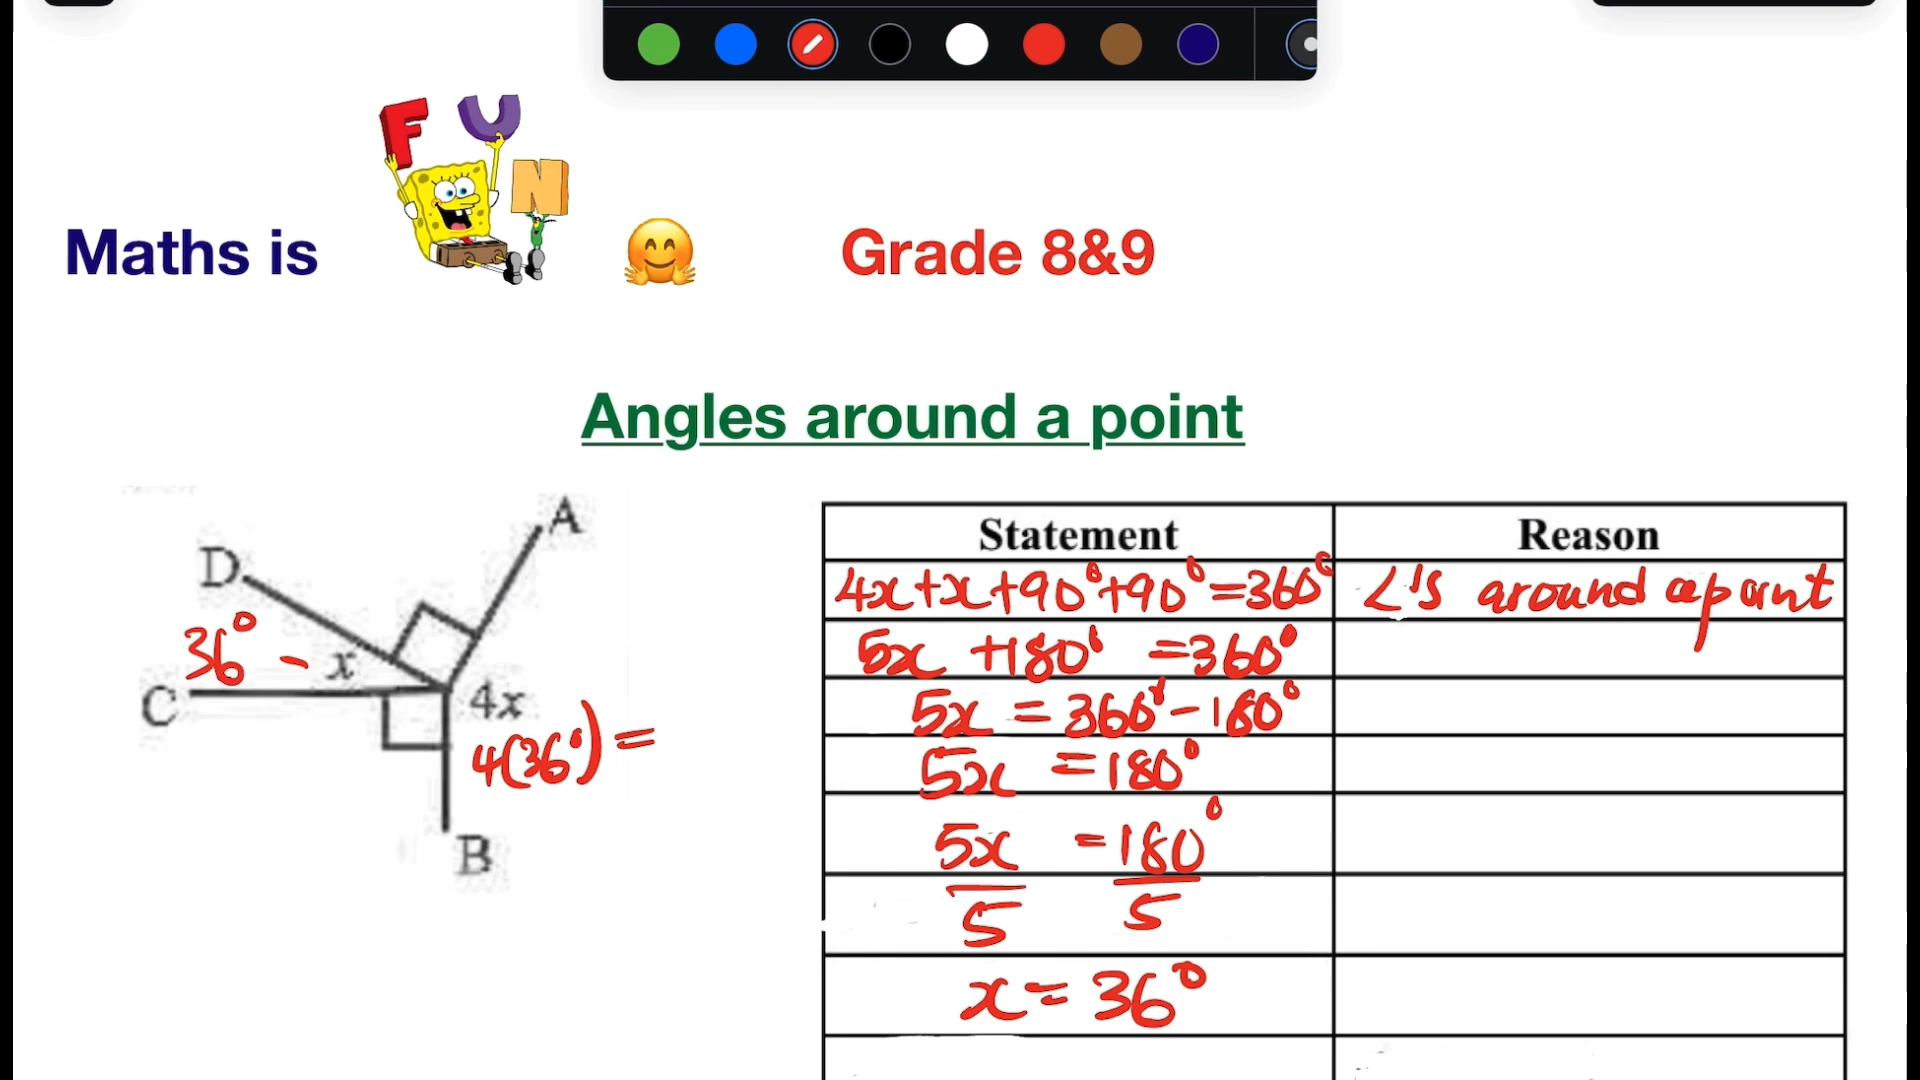 F U N
Maths is 🤗 Grade 8&9
Angles around a point
A
D
36° - x
C
4x
4(36°) =
B
Statement Reason
4x+x+90°+90°=360° ∠'s around a point
5x +180° =360°
5x = 360°-180°
5x =180°
5x =180°
5 5
x = 36°